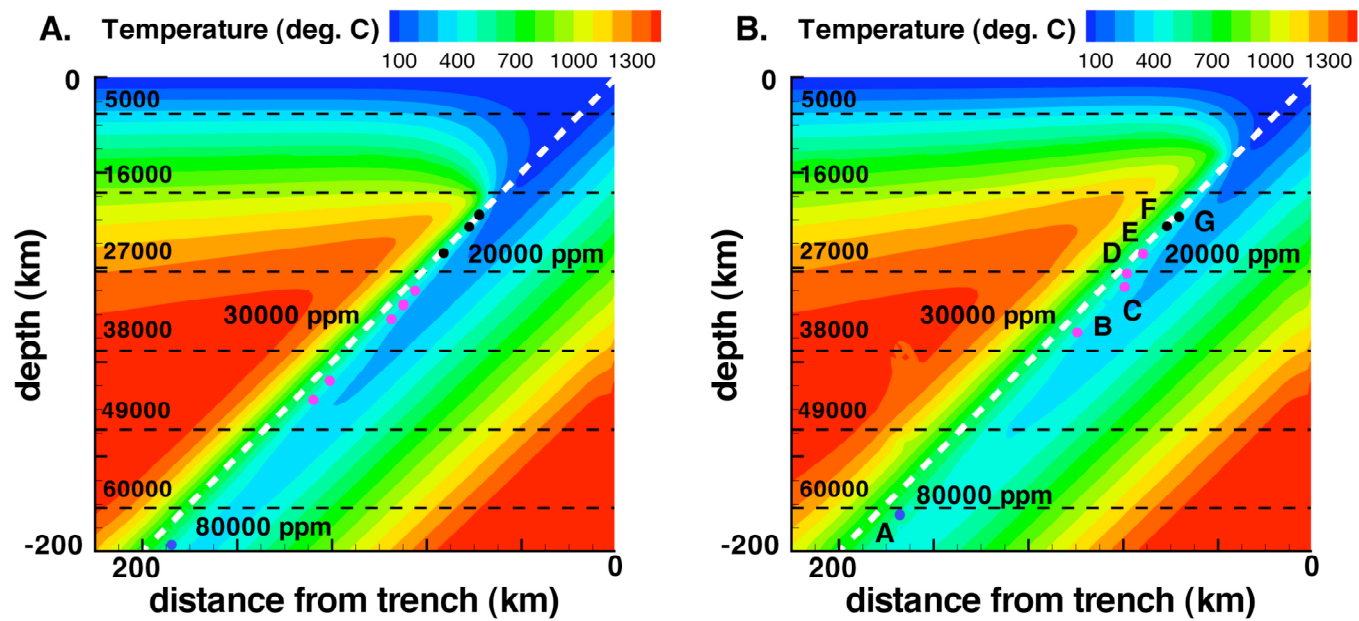 A. Temperature (deg. C)
100 400 700 1000 1300
0
5000
16000
27000
20000 ppm
30000 ppm
38000
49000
60000
80000 ppm
-200
depth (km)
200 0
distance from trench (km)
B. Temperature (deg. C)
100 400 700 1000 1300
0
5000
16000
F
G
E
D
27000
20000 ppm
C
30000 ppm
B
38000
49000
60000
80000 ppm
A
-200
depth (km)
200 0
distance from trench (km)